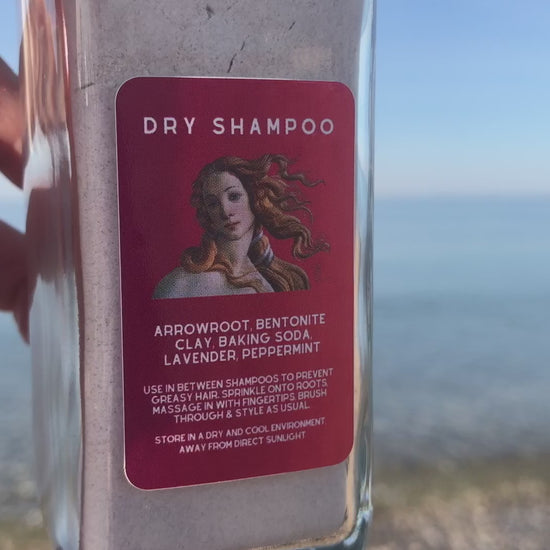 DRY SHAMPOO
ARROWROOT, BENTONITE
CLAY, BAKING SODA,
LAVENDER, PEPPERMINT
USE IN BETWEEN SHAMPOOS TO PREVENT
GREASY HAIR. SPRINKLE ONTO ROOTS,
MASSAGE IN WITH FINGERTIPS, BRUSH
THROUGH & STYLE AS USUAL.
STORE IN A DRY AND COOL ENVIRONMENT
AWAY FROM DIRECT SUNLIGHT